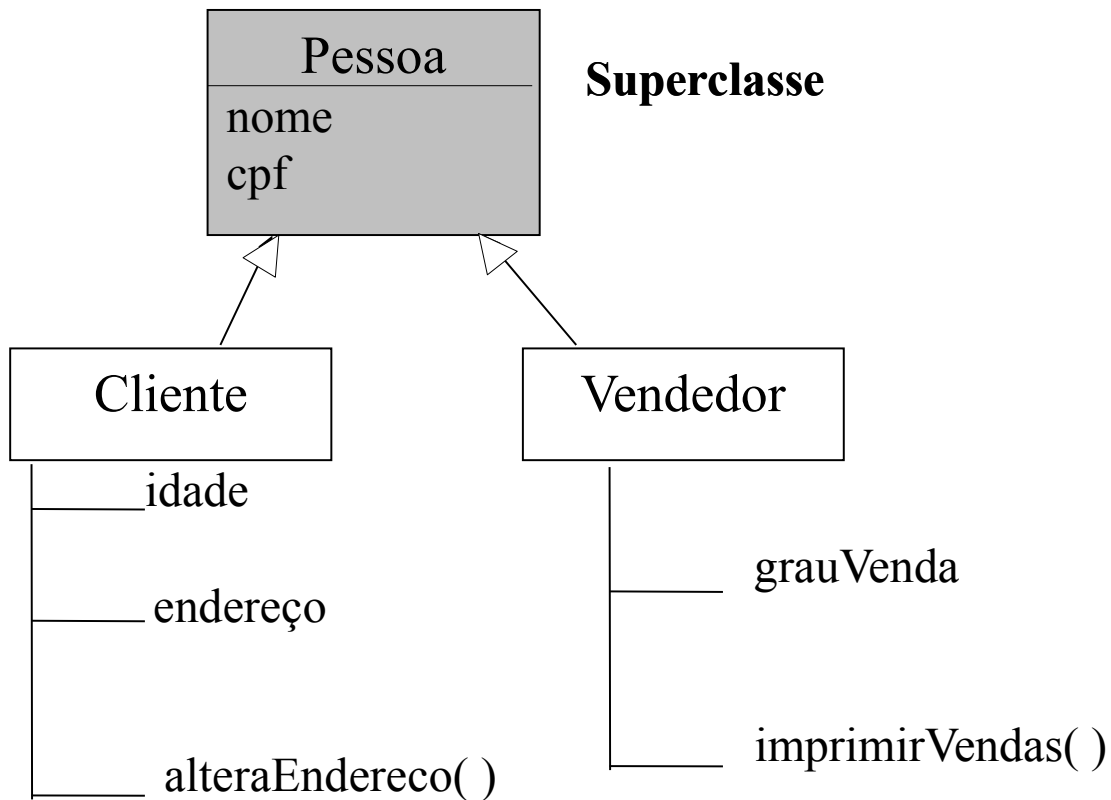 Pessoa
Superclasse
nome
cpf
Cliente
Vendedor
idade
grauVenda
endereço
imprimirVendas( )
alteraEndereco( )